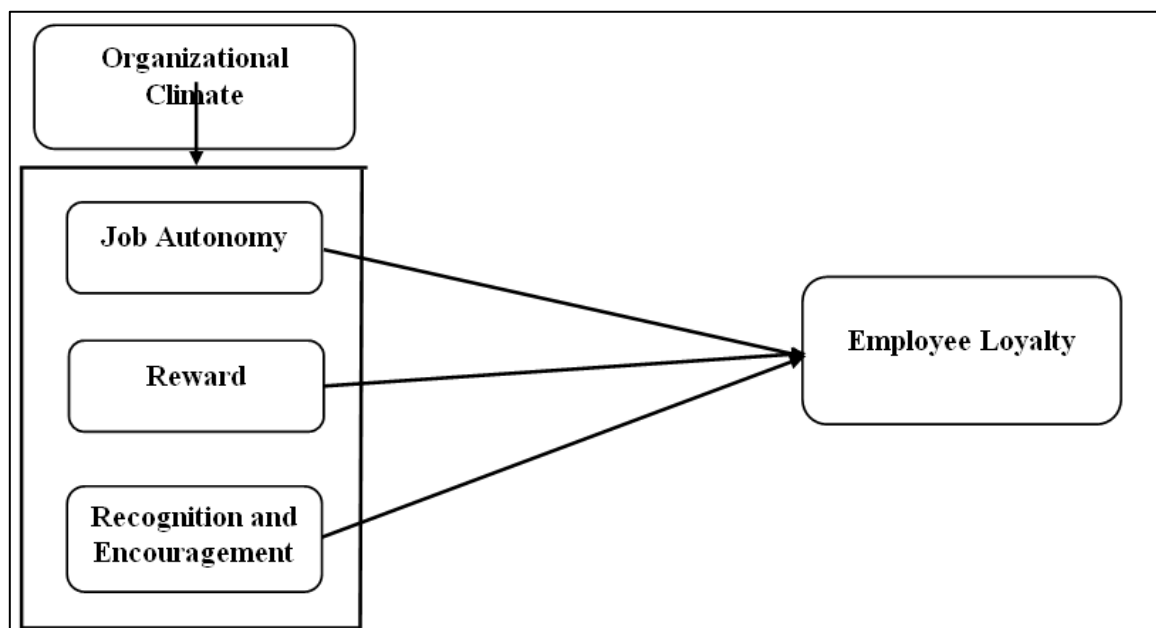 Organizational
Climate
Job Autonomy
Reward
Recognition and
Encouragement
Employee Loyalty